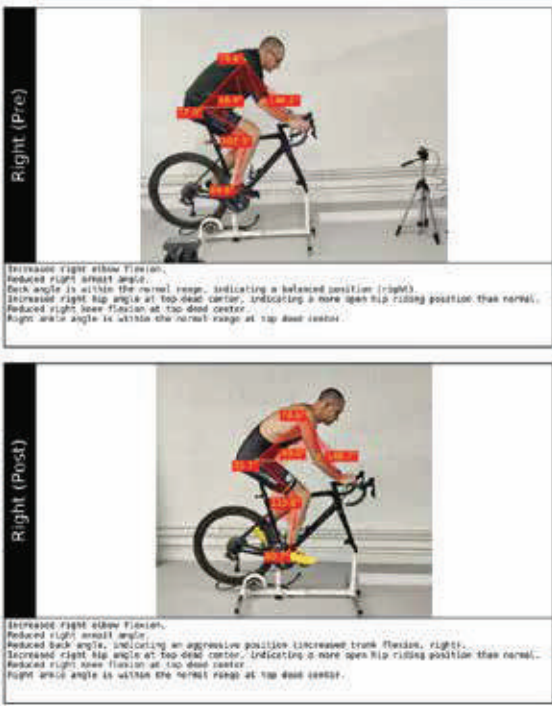 Right (Pre)
Increased right elbow flexion.
Reduced right armpit angle.
Back angle is within the normal range, indicating a balanced position (right).
Increased right hip angle at top dead center, indicating a more open hip riding position than normal.
Reduced right knee flexion at top dead center.
Right ankle angle is within the normal range at top dead center.
Right (Post)
Increased right elbow flexion.
Reduced right armpit angle.
Reduced back angle, indicating an aggressive position (increased trunk flexion, right).
Increased right hip angle at top dead center, indicating a more open hip riding position than normal.
Reduced right knee flexion at top dead center.
Right ankle angle is within the normal range at top dead center.